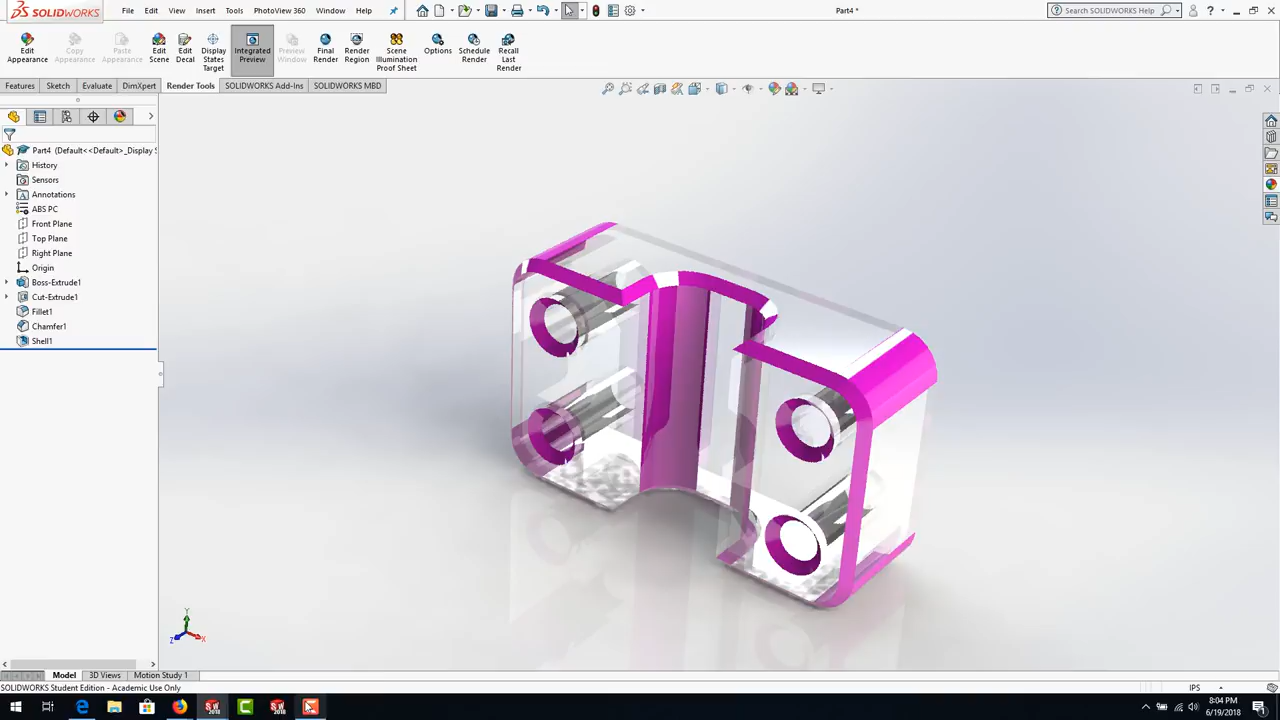 SOLIDWORKS
File Edit View Insert Tools PhotoView 360 Window Help
Part4 *
Search SOLIDWORKS Help
Edit Appearance
Copy Appearance
Paste Appearance
Edit Scene
Edit Decal
Display States Target
Integrated Preview
Preview Window
Final Render
Render Region
Scene Illumination Proof Sheet
Options
Schedule Render
Recall Last Render
Features Sketch Evaluate DimXpert Render Tools SOLIDWORKS Add-Ins SOLIDWORKS MBD
Part4 (Default<<Default>_Display S
History
Sensors
Annotations
ABS PC
Front Plane
Top Plane
Right Plane
Origin
Boss-Extrude1
Cut-Extrude1
Fillet1
Chamfer1
Shell1
Y
Z X
Model 3D Views Motion Study 1
SOLIDWORKS Student Edition - Academic Use Only
IPS
8:04 PM
6/19/2018